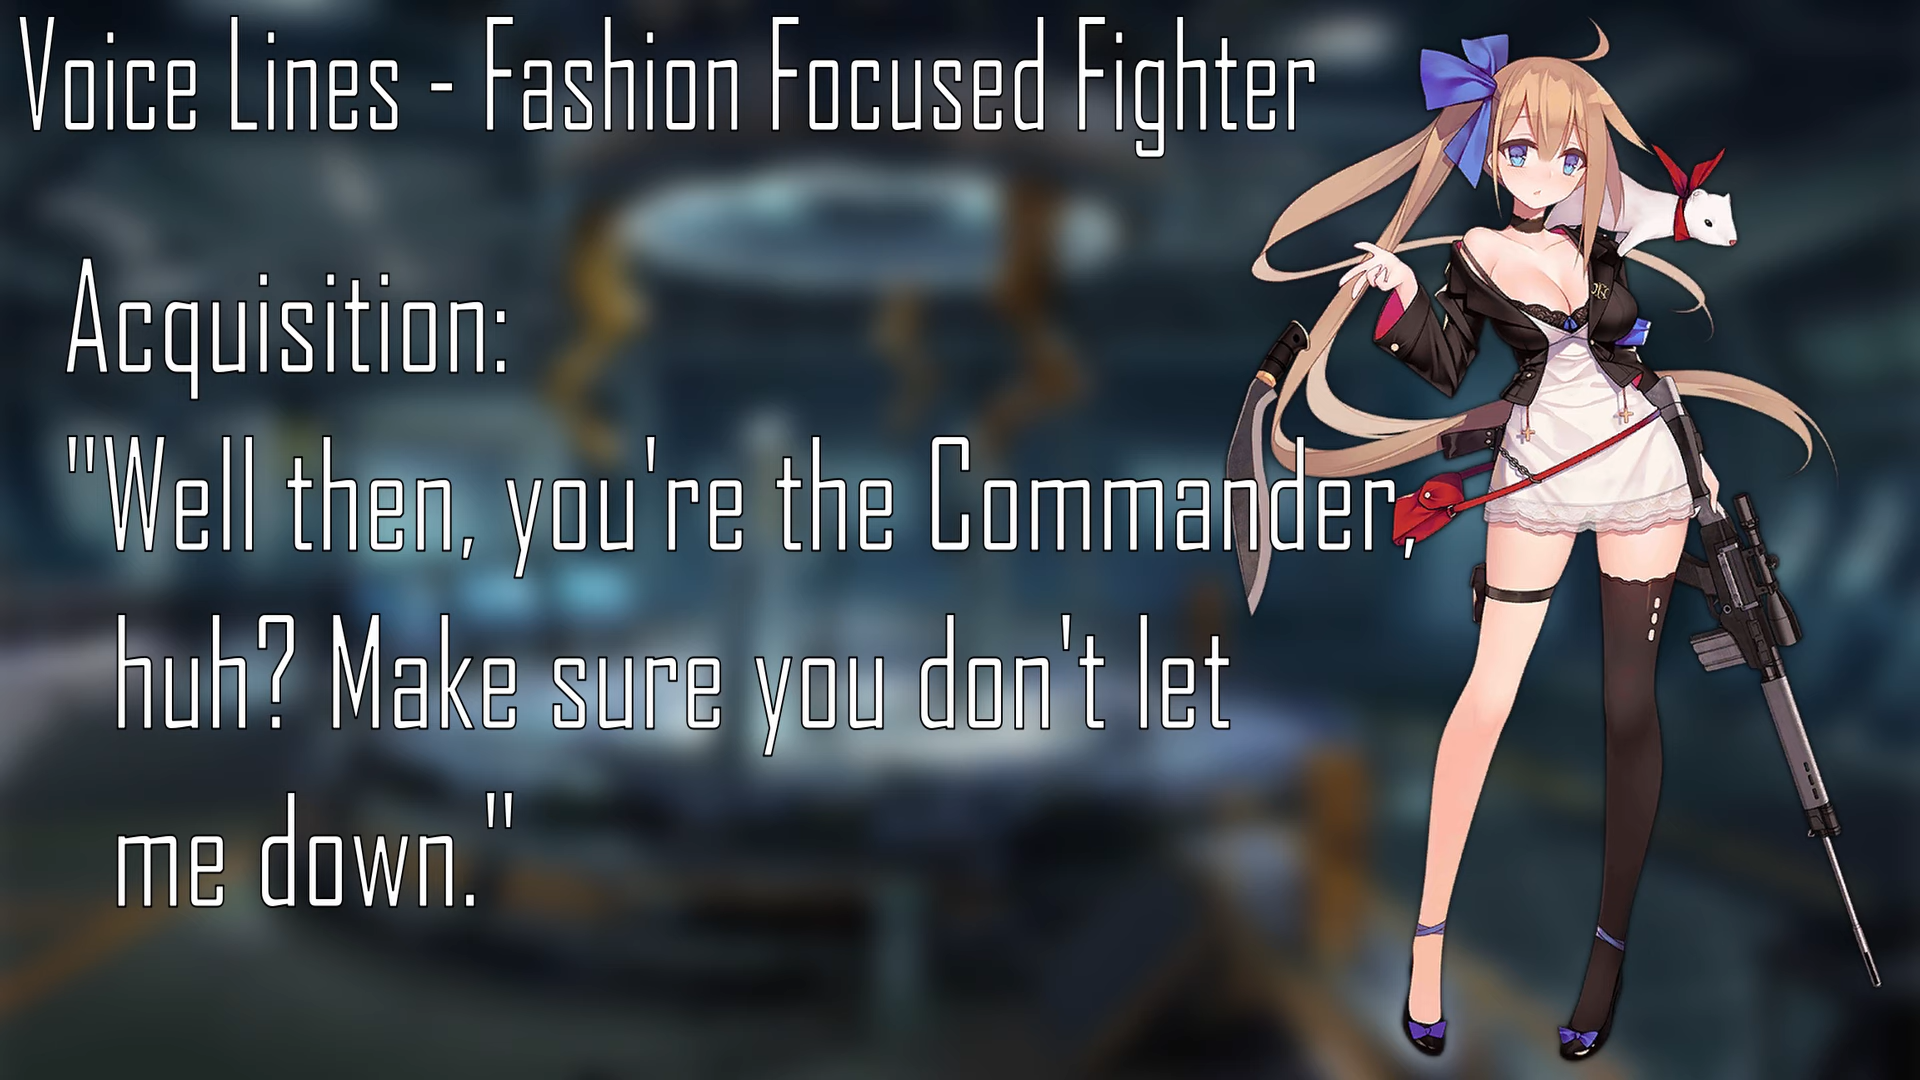 Voice Lines - Fashion Focused Fighter
Acquisition:
"Well then, you're the Commander,
huh? Make sure you don't let
me down."